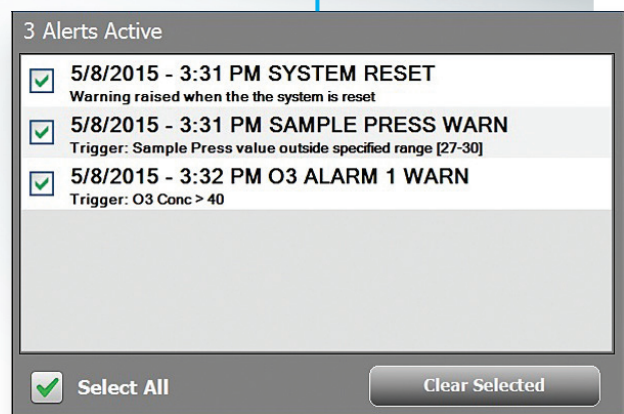 3 Alerts Active
5/8/2015 - 3:31 PM SYSTEM RESET
Warning raised when the the system is reset
5/8/2015 - 3:31 PM SAMPLE PRESS WARN
Trigger: Sample Press value outside specified range [27-30]
5/8/2015 - 3:32 PM O3 ALARM 1 WARN
Trigger: O3 Conc > 40
Select All
Clear Selected